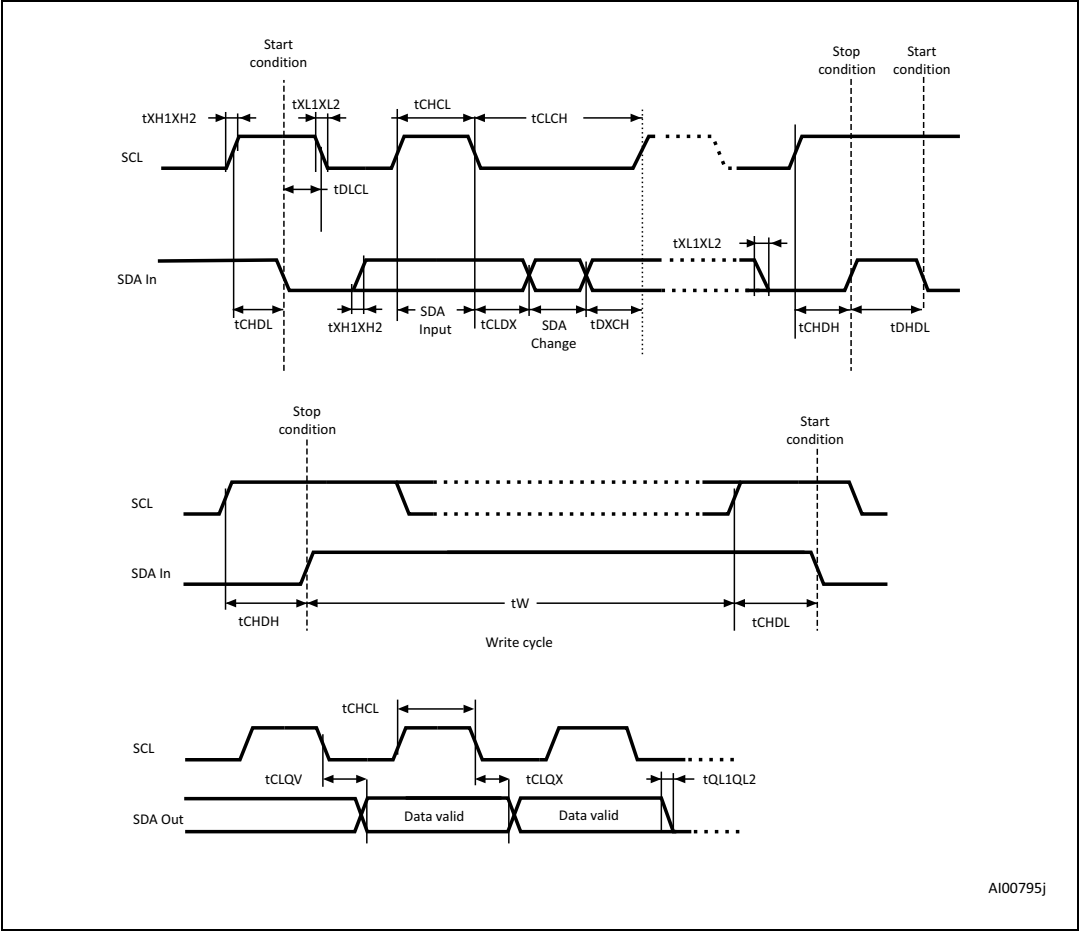 Start
condition
Stop
condition
Start
condition
tXH1XH2
tXL1XL2
tCHCL
tCLCH
SCL
tDLCL
tXL1XL2
SDA In
tCHDL
tXH1XH2
SDA
Input
tCLDX
SDA
Change
tDXCH
tCHDH
tDHDL
Stop
condition
Start
condition
SCL
SDA In
tCHDH
tW
tCHDL
Write cycle
tCHCL
SCL
tCLQV
tCLQX
tQL1QL2
SDA Out
Data valid
Data valid
AI00795j